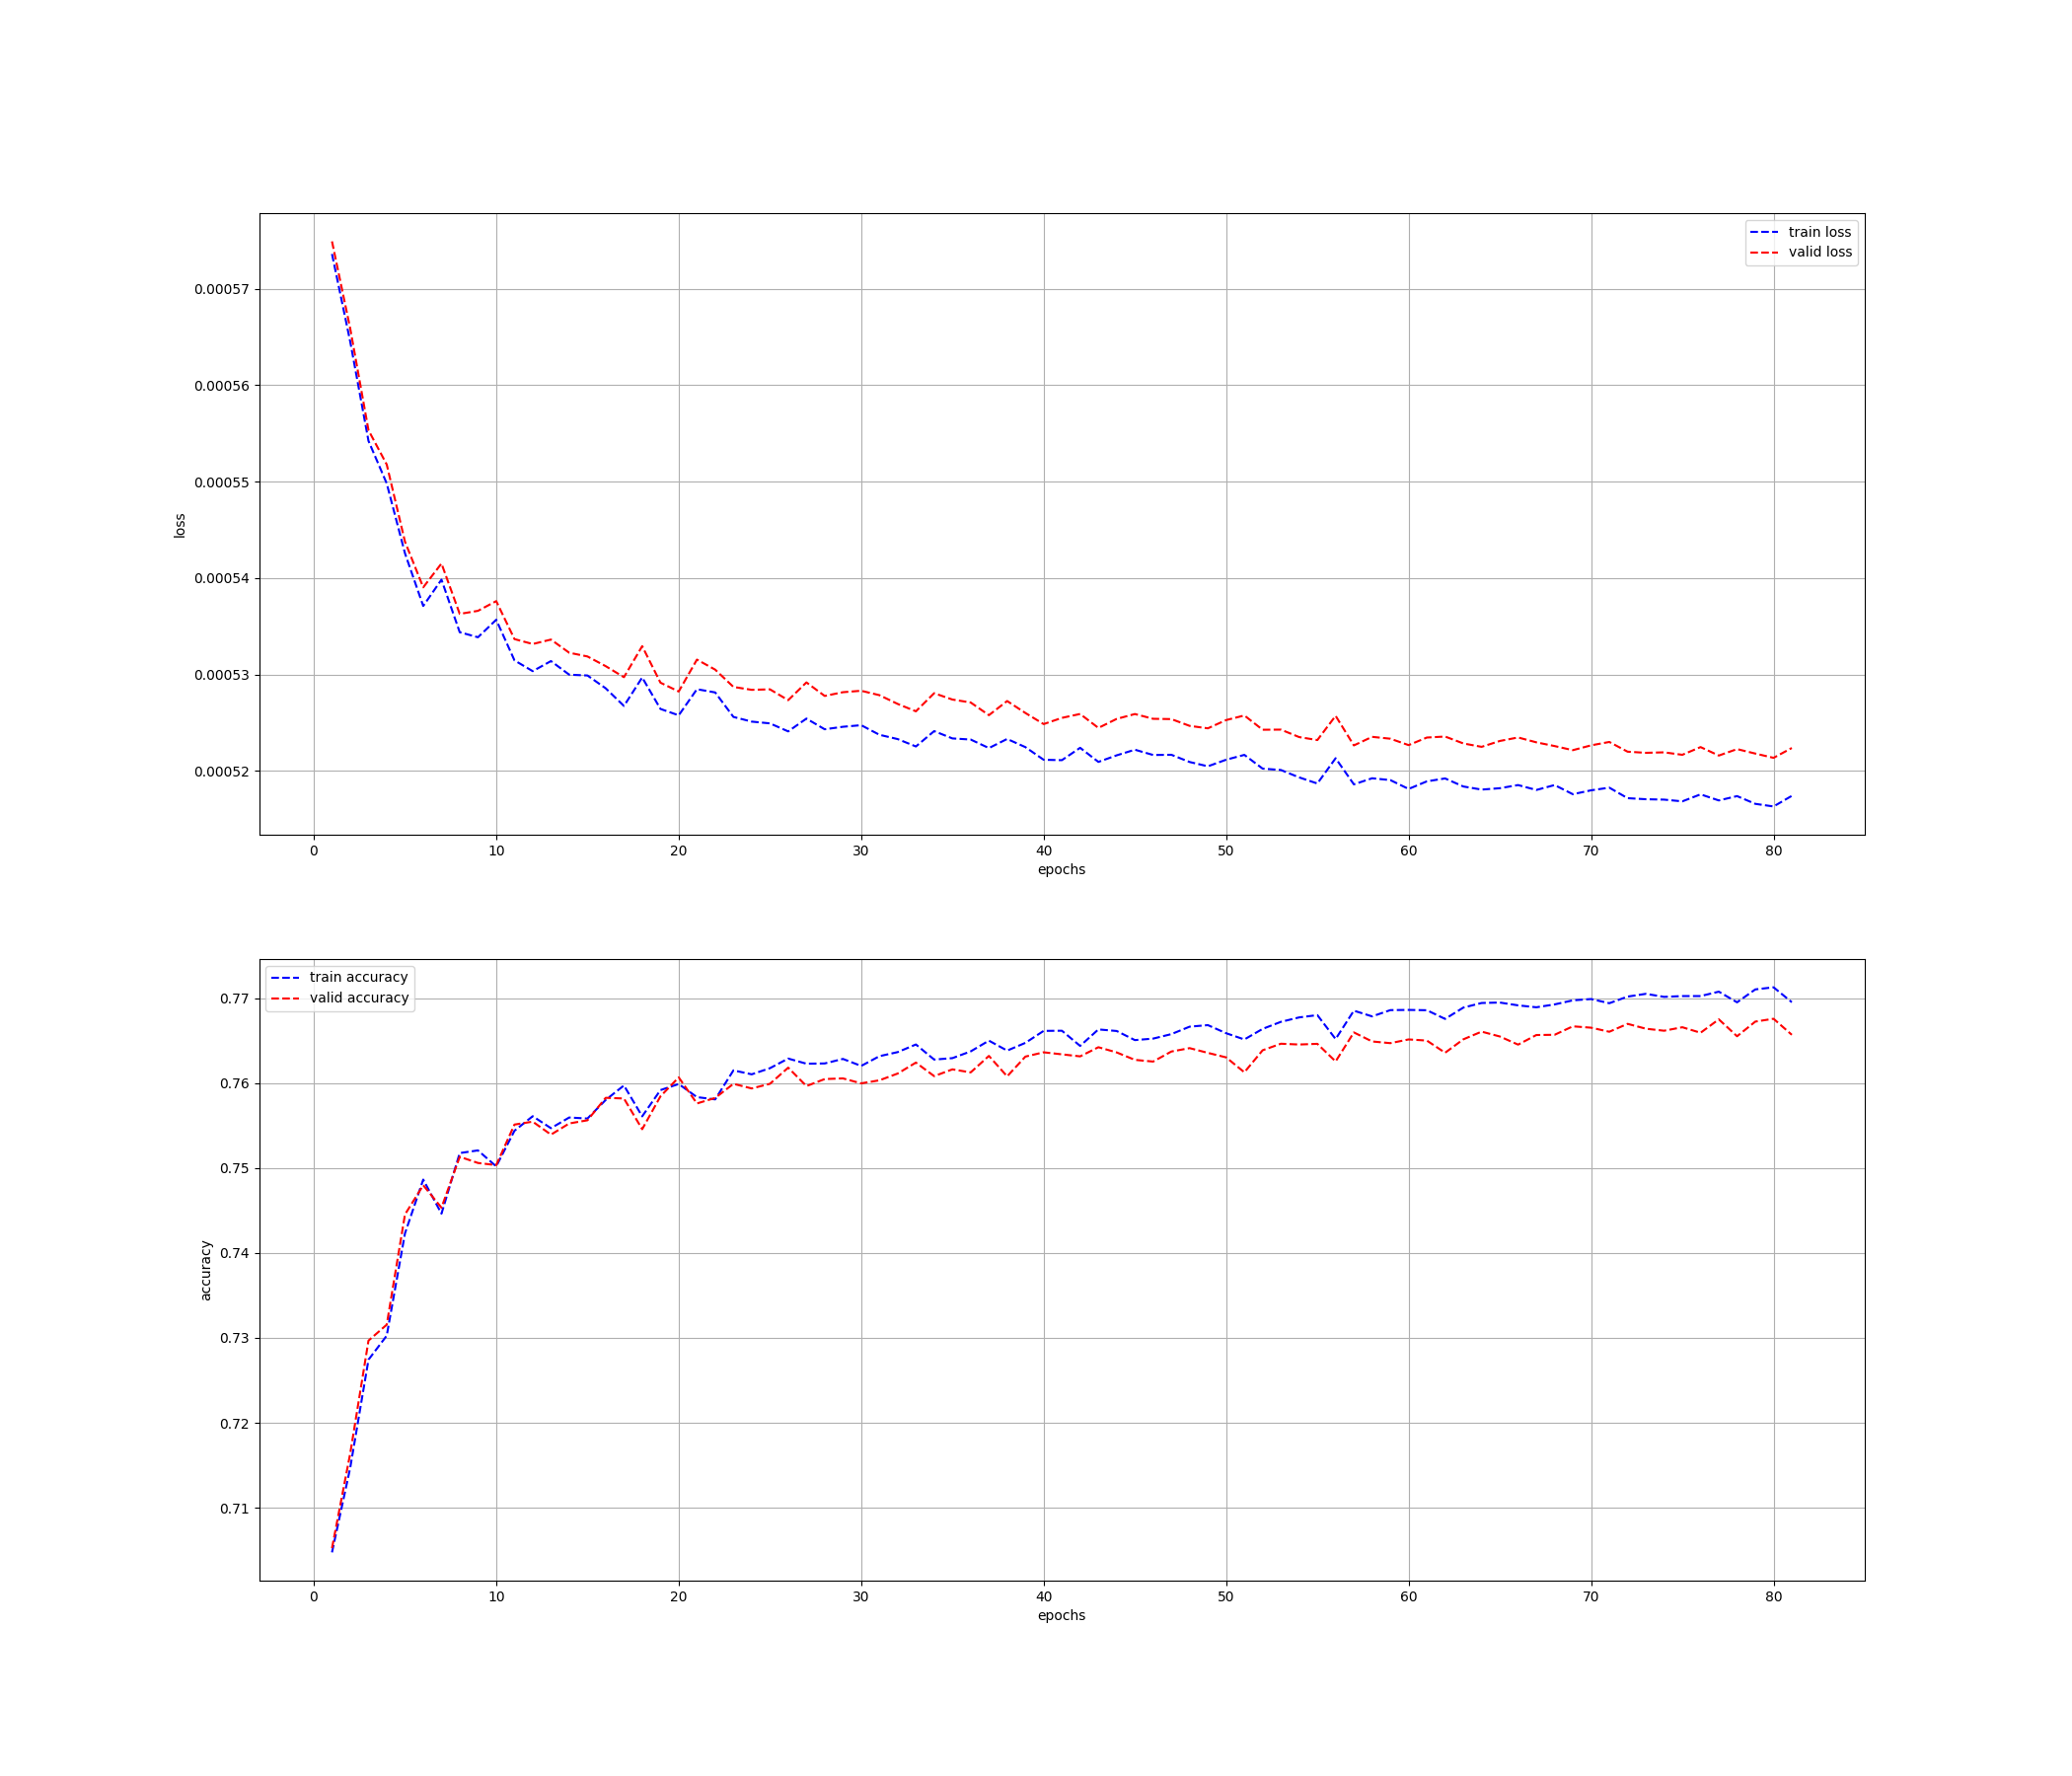 train loss
valid loss
0.00057
0.00056
0.00055
0.00054
0.00053
0.00052
loss
0 10 20 30 40 50 60 70 80
epochs
train accuracy
valid accuracy
0.77
0.76
0.75
0.74
0.73
0.72
0.71
accuracy
0 10 20 30 40 50 60 70 80
epochs